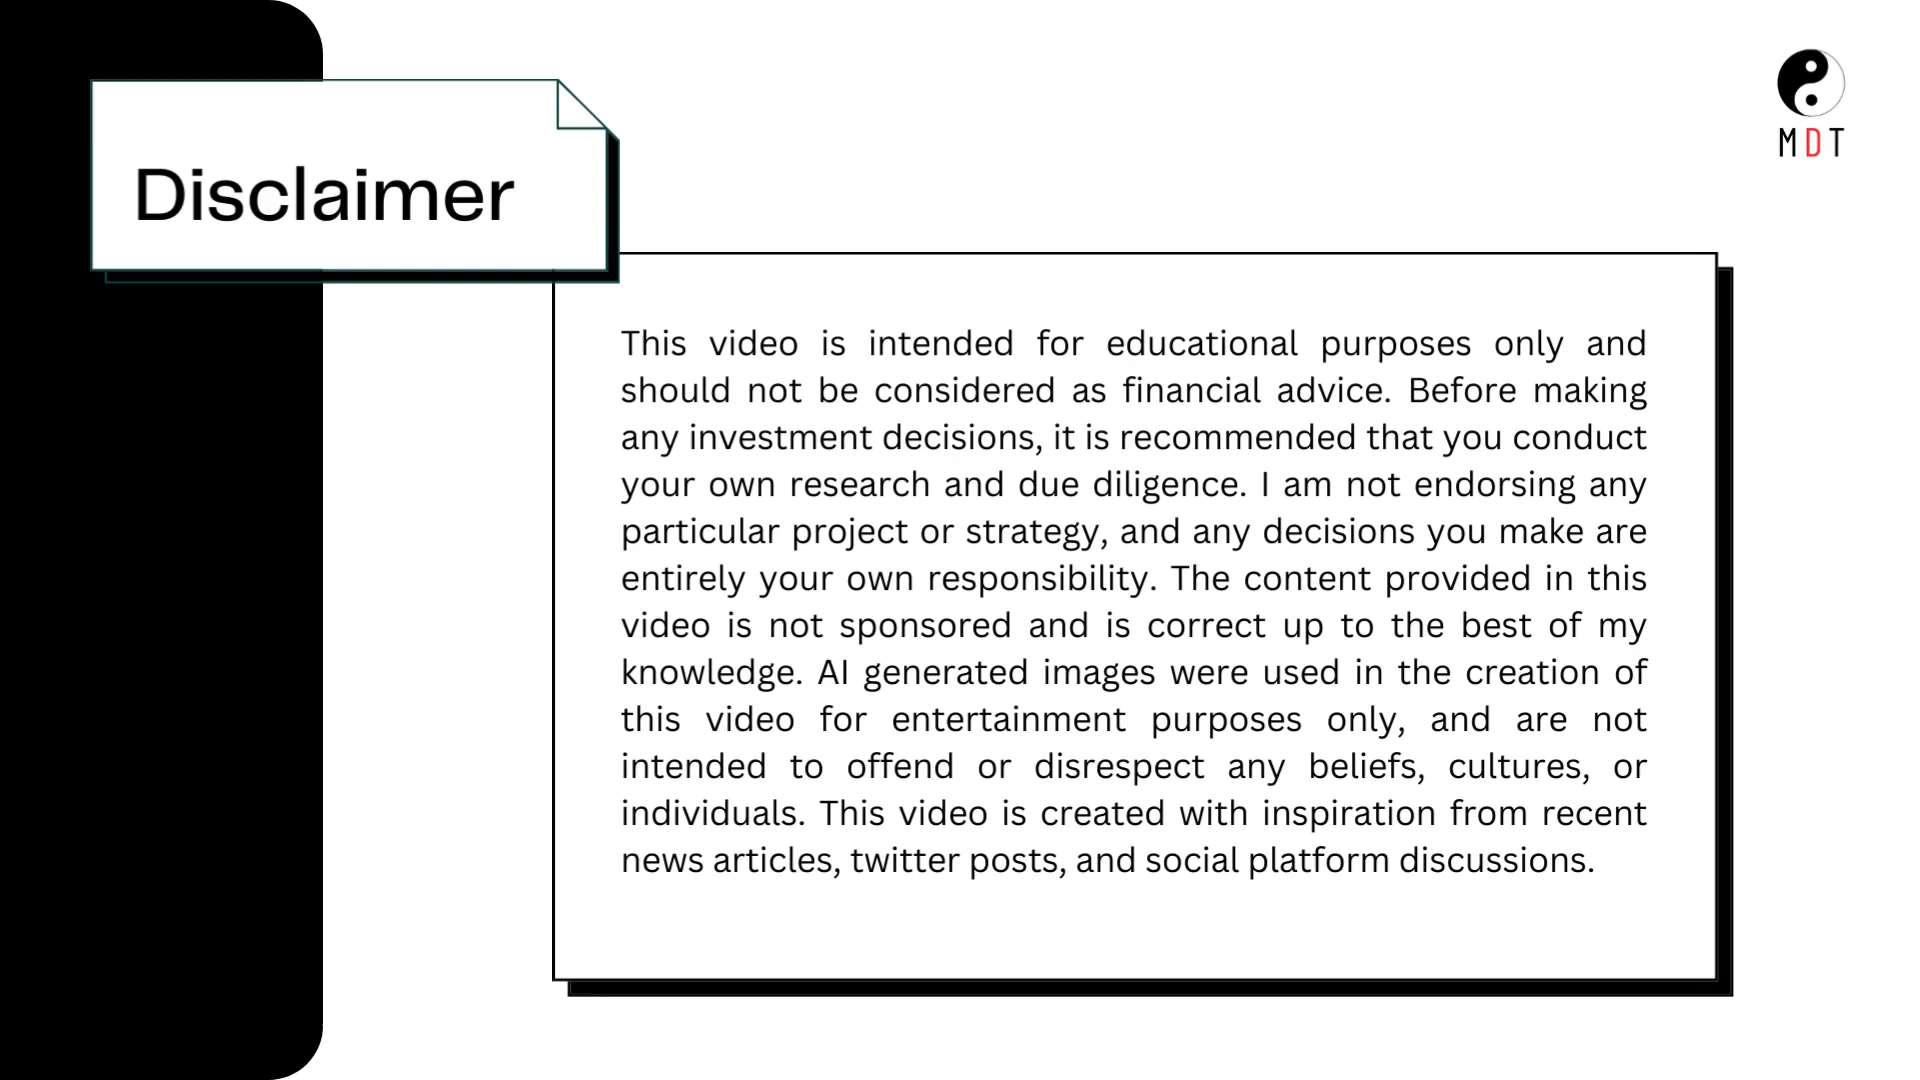 MDT
Disclaimer
This video is intended for educational purposes only and
should not be considered as financial advice. Before making
any investment decisions, it is recommended that you conduct
your own research and due diligence. I am not endorsing any
particular project or strategy, and any decisions you make are
entirely your own responsibility. The content provided in this
video is not sponsored and is correct up to the best of my
knowledge. AI generated images were used in the creation of
this video for entertainment purposes only, and are not
intended to offend or disrespect any beliefs, cultures, or
individuals. This video is created with inspiration from recent
news articles, twitter posts, and social platform discussions.